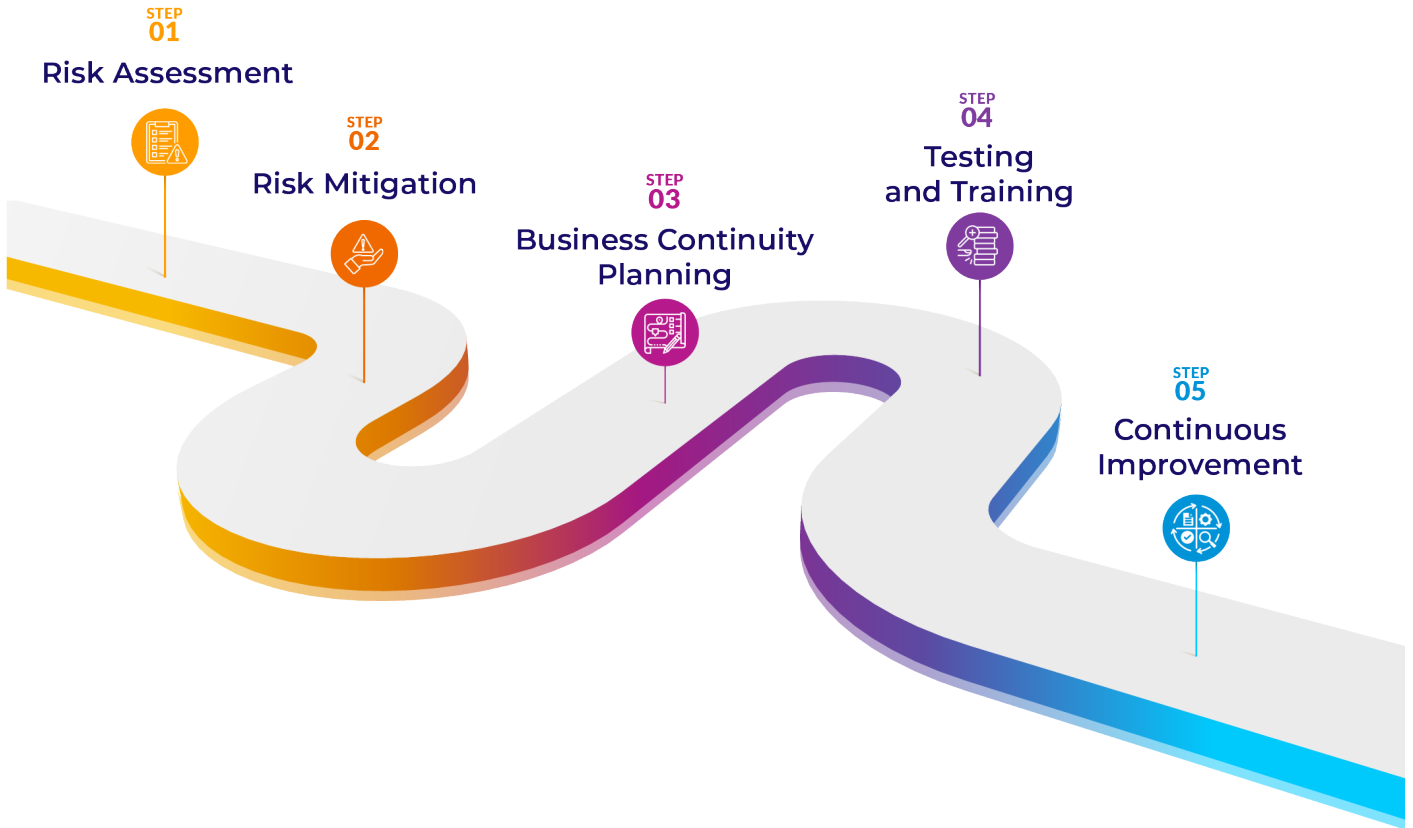 STEP
01
Risk Assessment
STEP
02
Risk Mitigation
STEP
03
Business Continuity
Planning
STEP
04
Testing
and Training
STEP
05
Continuous
Improvement